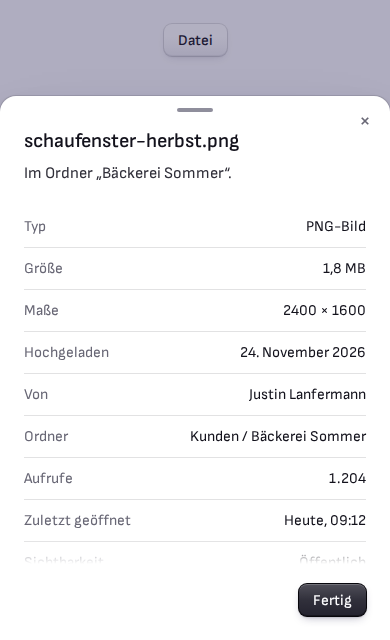 Datei
×
schaufenster-herbst.png
Im Ordner „Bäckerei Sommer“.
Typ PNG-Bild
Größe 1,8 MB
Maße 2400 × 1600
Hochgeladen 24. November 2026
Von Justin Lanfermann
Ordner Kunden / Bäckerei Sommer
Aufrufe 1.204
Zuletzt geöffnet Heute, 09:12
Sichtbarkeit Öffentlich
Fertig